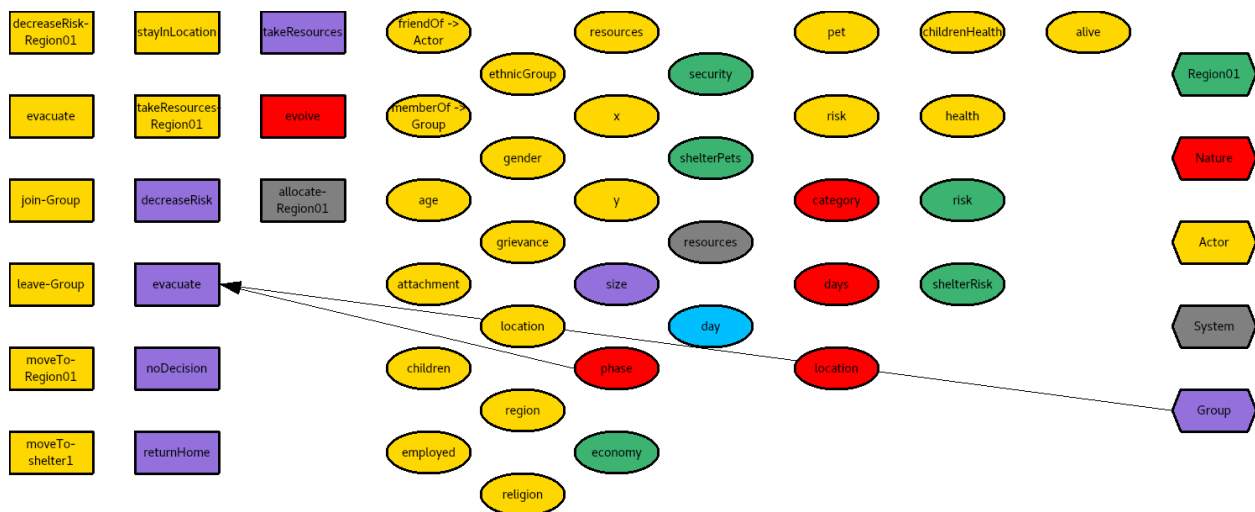 decreaseRisk-
Region01
stayInLocation
takeResources
friendOf ->
Actor
resources
pet
childrenHealth
alive
ethnicGroup
security
Region01
evacuate
takeResources-
Region01
evolve
memberOf ->
Group
x
risk
health
gender
shelterPets
Nature
join-Group
decreaseRisk
allocate-
Region01
age
y
category
risk
Actor
grievance
resources
leave-Group
evacuate
attachment
size
days
shelterRisk
location
day
System
moveTo-
Region01
noDecision
children
phase
location
region
Group
moveTo-
shelter1
returnHome
employed
economy
religion